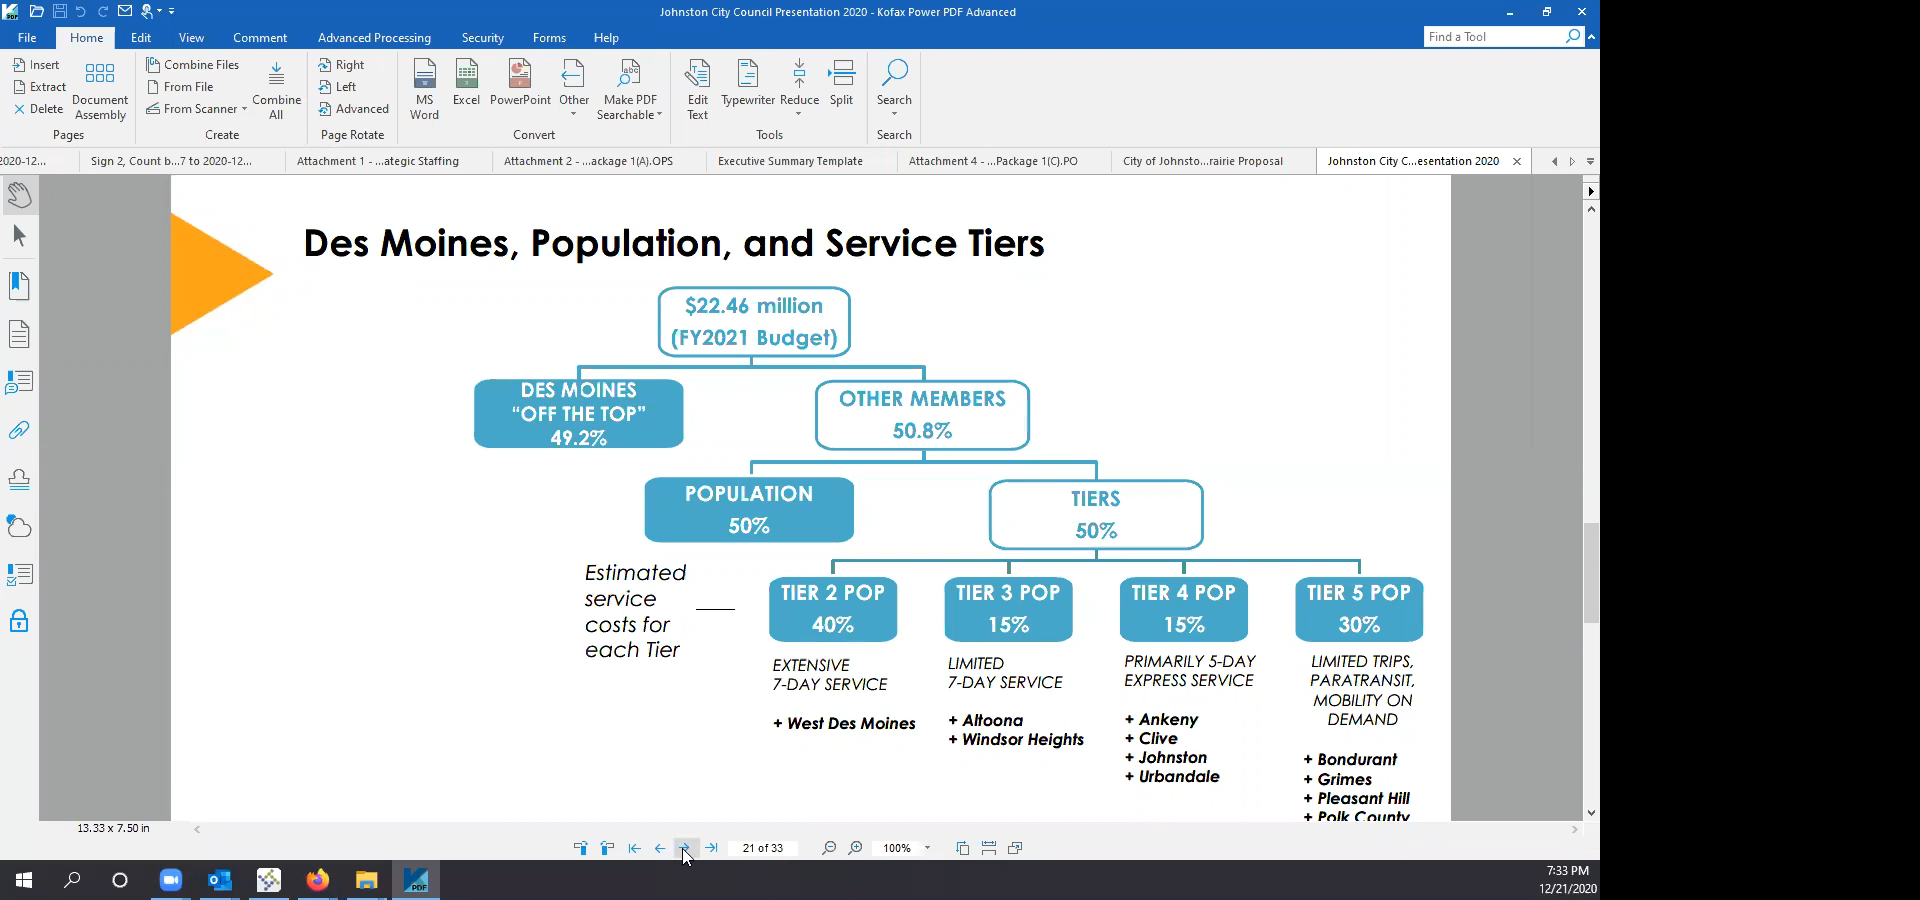 Johnston City Council Presentation 2020 - Kofax Power PDF Advanced
File Home Edit View Comment Advanced Processing Security Forms Help
Find a Tool
Insert
Extract
Delete
Document
Assembly
Pages
Combine Files
From File
From Scanner
Combine
All
Create
Right
Left
Advanced
Page Rotate
MS
Word
Excel
PowerPoint
Other
Make PDF
Searchable
Convert
Edit
Text
Typewriter
Reduce
Split
Tools
Search
Search
2020-12...
Sign 2, Count b...7 to 2020-12...
Attachment 1 - ...ategic Staffing
Attachment 2 - ...ackage 1(A).OPS
Executive Summary Template
Attachment 4 - ...Package 1(C).PO
City of Johnsto...rairie Proposal
Johnston City C...esentation 2020
Des Moines, Population, and Service Tiers
$22.46 million
(FY2021 Budget)
DES MOINES
“OFF THE TOP”
49.2%
OTHER MEMBERS
50.8%
POPULATION
50%
TIERS
50%
Estimated
service
costs for
each Tier
TIER 2 POP
40%
EXTENSIVE
7-DAY SERVICE
+ West Des Moines
TIER 3 POP
15%
LIMITED
7-DAY SERVICE
+ Altoona
+ Windsor Heights
TIER 4 POP
15%
PRIMARILY 5-DAY
EXPRESS SERVICE
+ Ankeny
+ Clive
+ Johnston
+ Urbandale
TIER 5 POP
30%
LIMITED TRIPS,
PARATRANSIT,
MOBILITY ON
DEMAND
+ Bondurant
+ Grimes
+ Pleasant Hill
+ Polk County
13.33 x 7.50 in
21 of 33
100%
7:33 PM
12/21/2020